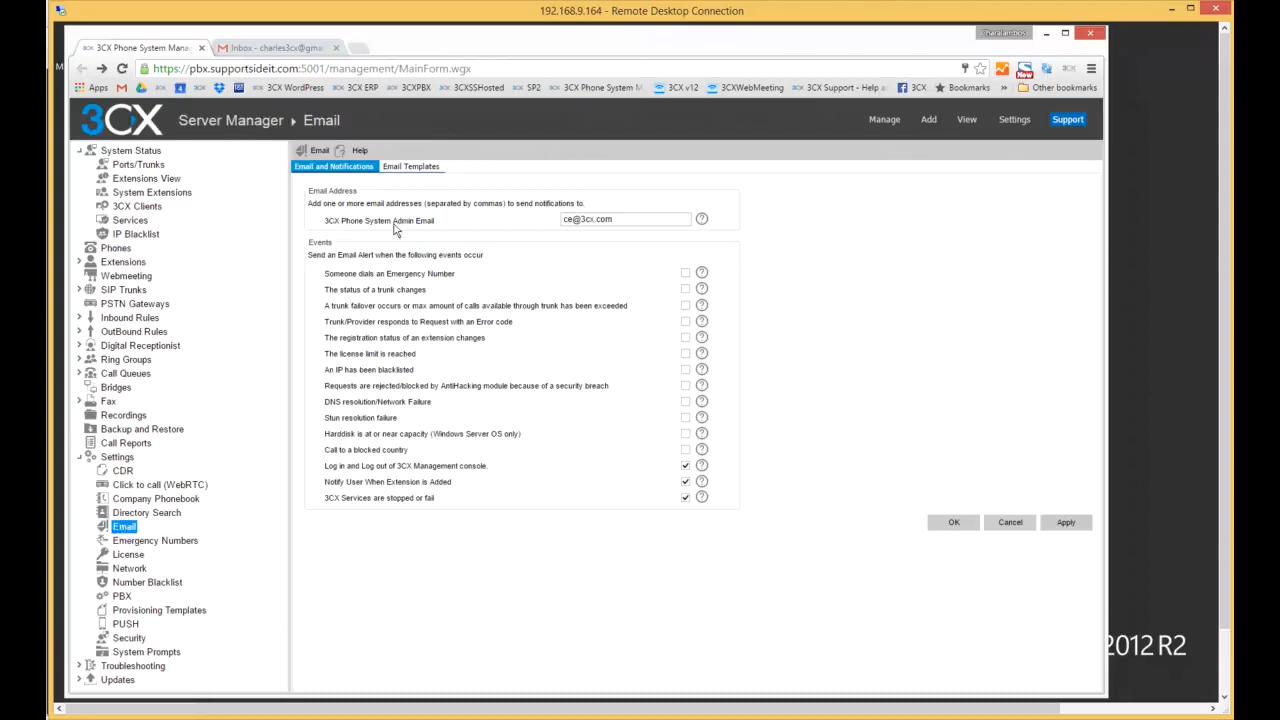 192.168.9.164 - Remote Desktop Connection
3CX Phone System Mana
Inbox - charles3cx@gma
Charalambos
https://pbx.supportsideit.com:5001/management/MainForm.wgx
New
3CX
Apps
3CX WordPress
3CX ERP
3CXPBX
3CXSSHosted
SP2
3CX Phone System M
3CX v12
3CXWebMeeting
3CX Support - Help a
3CX
Bookmarks
»
Other bookmarks
3CX
Server Manager
Email
Manage
Add
View
Settings
Support
System Status
Ports/Trunks
Extensions View
System Extensions
3CX Clients
Services
IP Blacklist
Phones
Extensions
Webmeeting
SIP Trunks
PSTN Gateways
Inbound Rules
OutBound Rules
Digital Receptionist
Ring Groups
Call Queues
Bridges
Fax
Recordings
Backup and Restore
Call Reports
Settings
CDR
Click to call (WebRTC)
Company Phonebook
Directory Search
Email
Emergency Numbers
License
Network
Number Blacklist
PBX
Provisioning Templates
PUSH
Security
System Prompts
Troubleshooting
Updates
Email
Help
Email and Notifications
Email Templates
Email Address
Add one or more email addresses (separated by commas) to send notifications to.
3CX Phone System Admin Email
ce@3cx.com
?
Events
Send an Email Alert when the following events occur
Someone dials an Emergency Number ?
The status of a trunk changes ?
A trunk failover occurs or max amount of calls available through trunk has been exceeded ?
Trunk/Provider responds to Request with an Error code ?
The registration status of an extension changes ?
The license limit is reached ?
An IP has been blacklisted ?
Requests are rejected/blocked by AntiHacking module because of a security breach ?
DNS resolution/Network Failure ?
Stun resolution failure ?
Harddisk is at or near capacity (Windows Server OS only) ?
Call to a blocked country ?
Log in and Log out of 3CX Management console. ?
Notify User When Extension is Added ?
3CX Services are stopped or fail ?
OK
Cancel
Apply
2012 R2